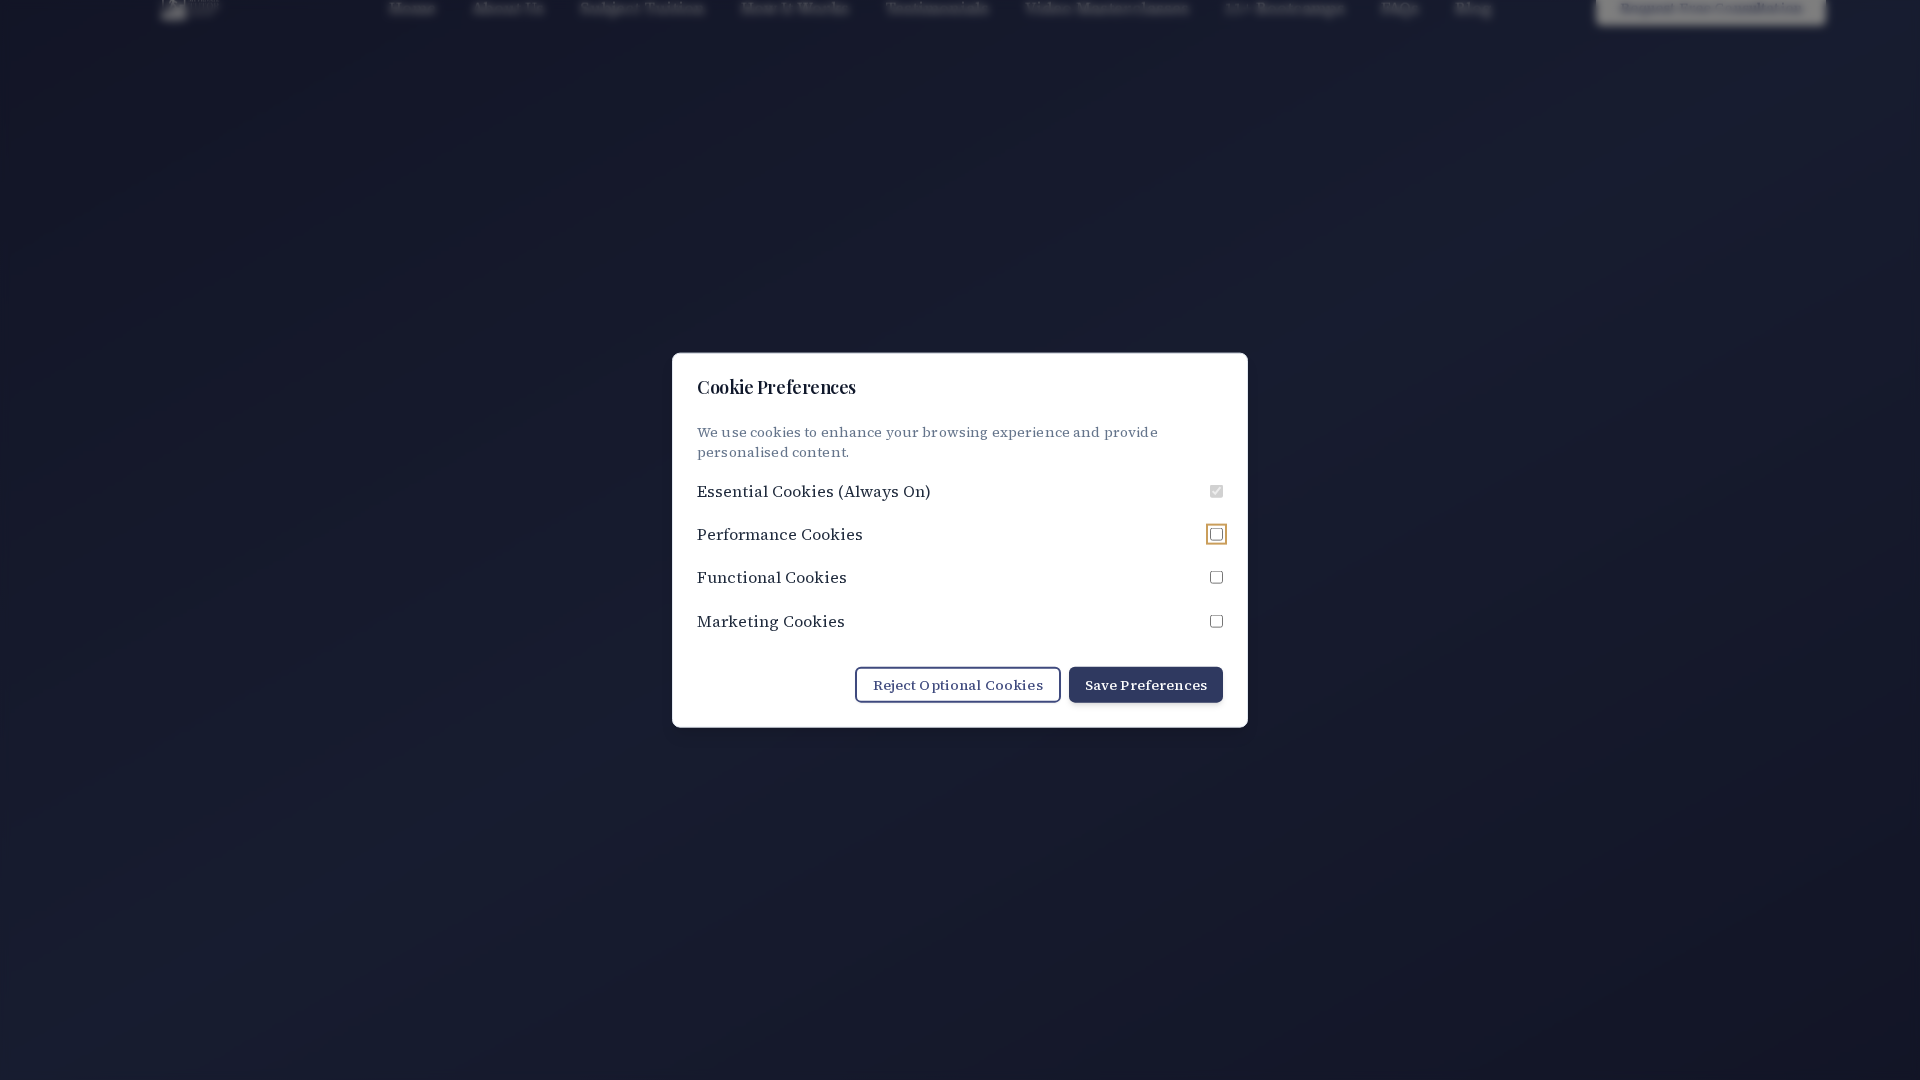 Home
About Us
Subject Tuition
How It Works
Testimonials
Video Masterclasses
11+ Bootcamps
FAQs
Blog
Request Free Consultation
Cookie Preferences
We use cookies to enhance your browsing experience and provide
personalised content.
Essential Cookies (Always On)
Performance Cookies
Functional Cookies
Marketing Cookies
Reject Optional Cookies
Save Preferences